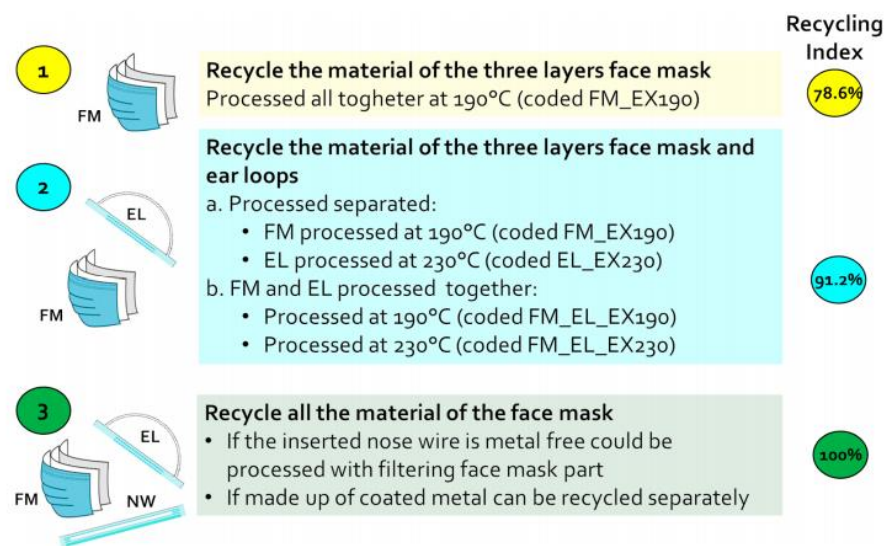 Recycling
Index
1
FM
Recycle the material of the three layers face mask
Processed all togheter at 190°C (coded FM_EX190)
78.6%
2
EL
FM
Recycle the material of the three layers face mask and
ear loops
a. Processed separated:
• FM processed at 190°C (coded FM_EX190)
• EL processed at 230°C (coded EL_EX230)
b. FM and EL processed together:
• Processed at 190°C (coded FM_EL_EX190)
• Processed at 230°C (coded FM_EL_EX230)
91.2%
3
EL
FM
NW
Recycle all the material of the face mask
• If the inserted nose wire is metal free could be
processed with filtering face mask part
• If made up of coated metal can be recycled separately
100%